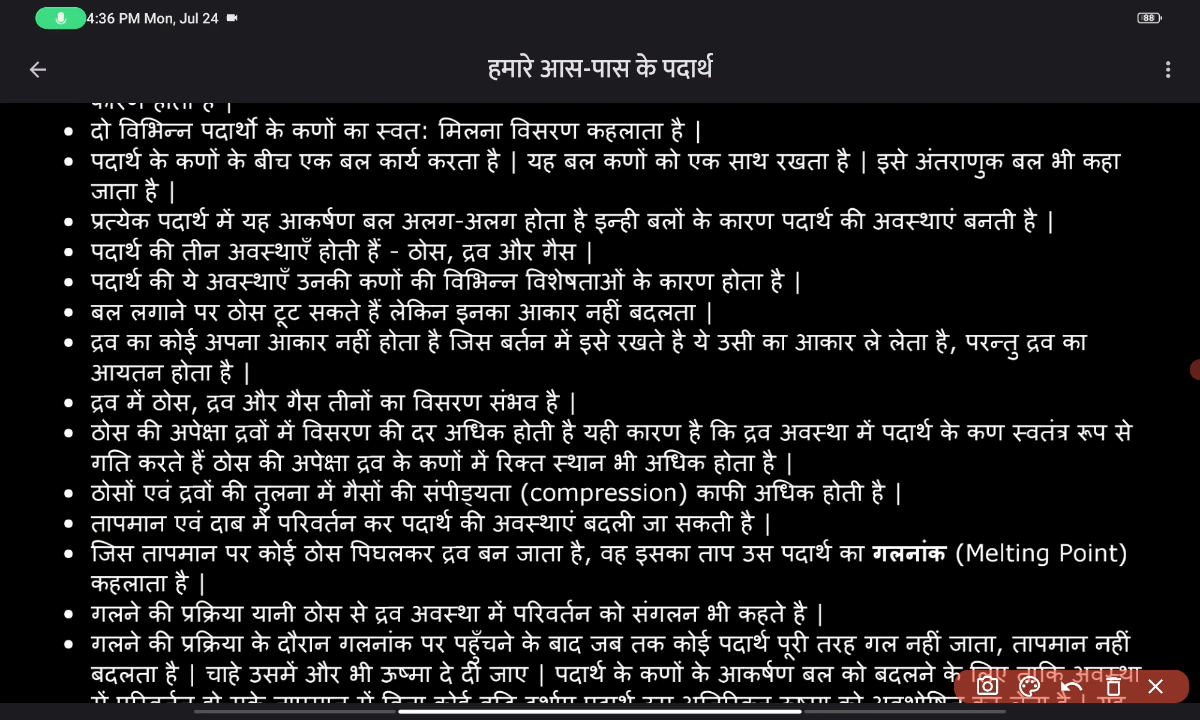 4:36 PM Mon, Jul 24
88
हमारे आस-पास के पदार्थ
कारण होता है |
• दो विभिन्न पदार्थो के कणों का स्वत: मिलना विसरण कहलाता है |
• पदार्थ के कणों के बीच एक बल कार्य करता है | यह बल कणों को एक साथ रखता है | इसे अंतराणुक बल भी कहा
जाता है |
• प्रत्येक पदार्थ में यह आकर्षण बल अलग-अलग होता है इन्ही बलों के कारण पदार्थ की अवस्थाएं बनती है |
• पदार्थ की तीन अवस्थाएँ होती हैं - ठोस, द्रव और गैस |
• पदार्थ की ये अवस्थाएँ उनकी कणों की विभिन्न विशेषताओं के कारण होता है |
• बल लगाने पर ठोस टूट सकते हैं लेकिन इनका आकार नहीं बदलता |
• द्रव का कोई अपना आकार नहीं होता है जिस बर्तन में इसे रखते है ये उसी का आकार ले लेता है, परन्तु द्रव का
आयतन होता है |
• द्रव में ठोस, द्रव और गैस तीनों का विसरण संभव है |
• ठोस की अपेक्षा द्रवों में विसरण की दर अधिक होती है यही कारण है कि द्रव अवस्था में पदार्थ के कण स्वतंत्र रूप से
गति करते हैं ठोस की अपेक्षा द्रव के कणों में रिक्त स्थान भी अधिक होता है |
• ठोसों एवं द्रवों की तुलना में गैसों की संपीड्यता (compression) काफी अधिक होती है |
• तापमान एवं दाब में परिवर्तन कर पदार्थ की अवस्थाएं बदली जा सकती है |
• जिस तापमान पर कोई ठोस पिघलकर द्रव बन जाता है, वह इसका ताप उस पदार्थ का गलनांक (Melting Point)
कहलाता है |
• गलने की प्रक्रिया यानी ठोस से द्रव अवस्था में परिवर्तन को संगलन भी कहते है |
• गलने की प्रक्रिया के दौरान गलनांक पर पहुँचने के बाद जब तक कोई पदार्थ पूरी तरह गल नहीं जाता, तापमान नहीं
बदलता है | चाहे उसमें और भी ऊष्मा दे दी जाए | पदार्थ के कणों के आकर्षण बल को बदलने के लिए ताकि अवस्था